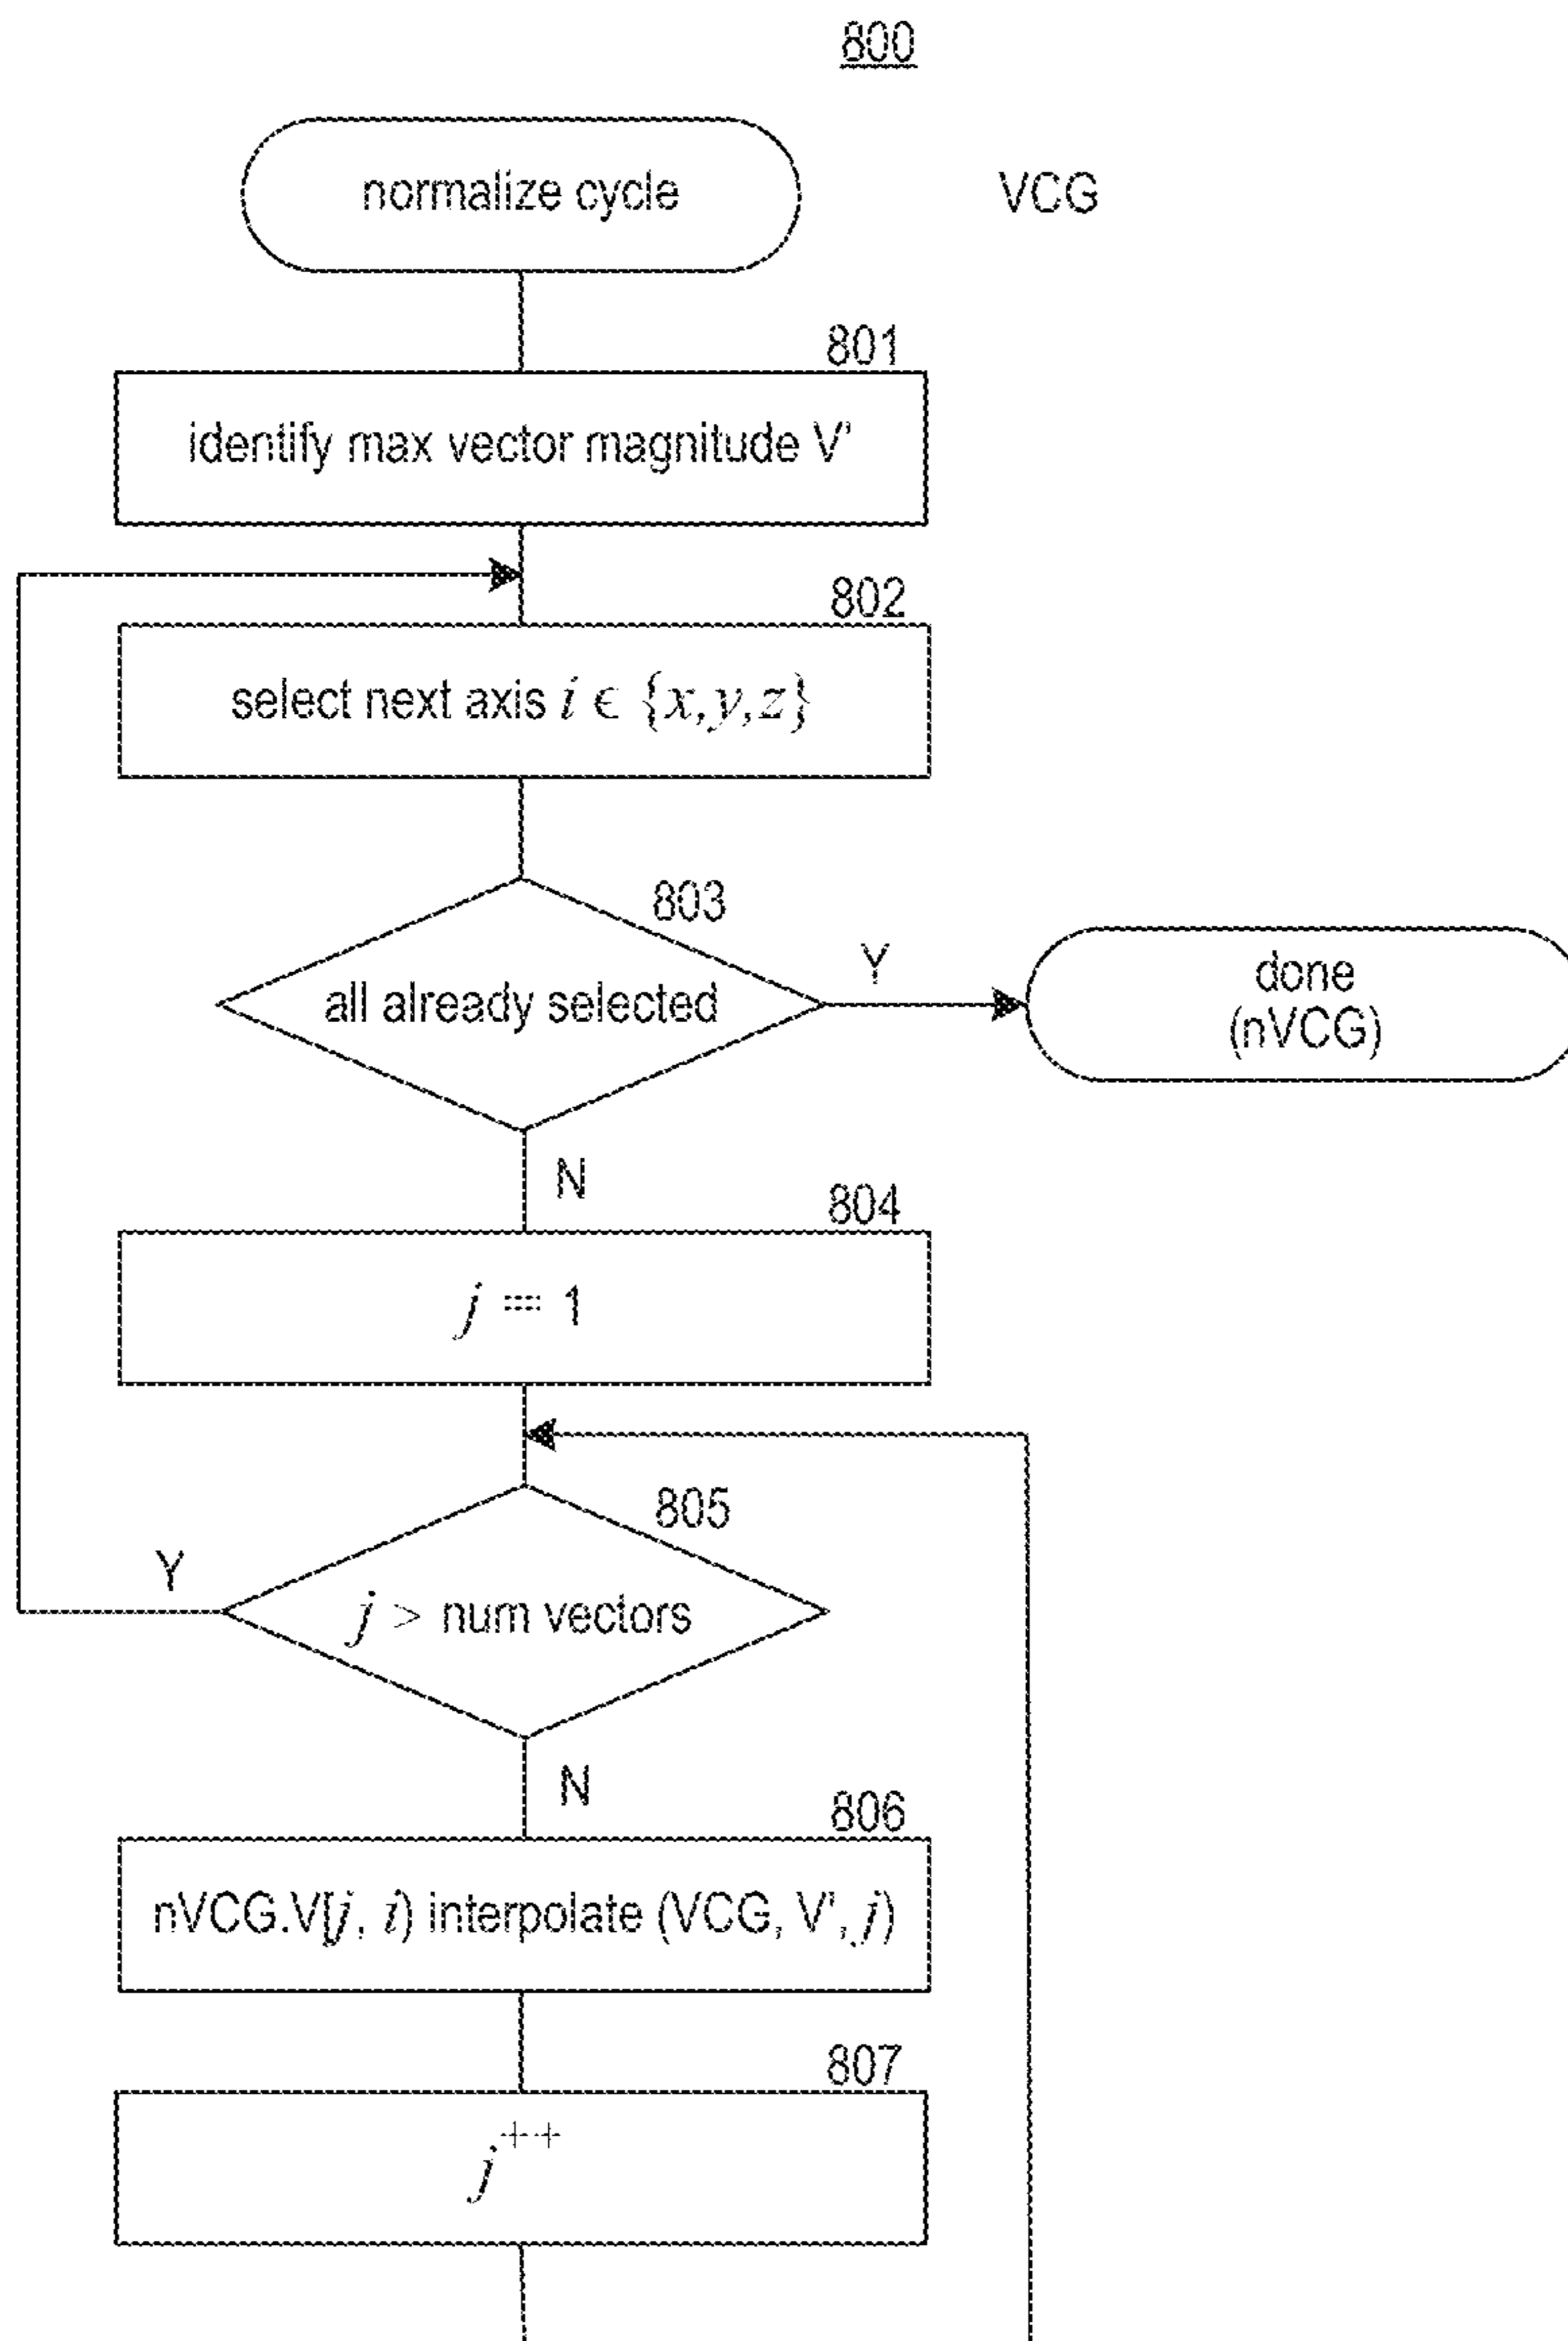 800
normalize cycle
VCG
801
identify max vector magnitude V'
802
select next axis i ϵ {x,y,z}
803
all already selected
Y
done
(nVCG)
N
804
j = 1
805
Y
j > num vectors
N
806
nVCG.V[j, i) interpolate (VCG, V', j)
807
j++